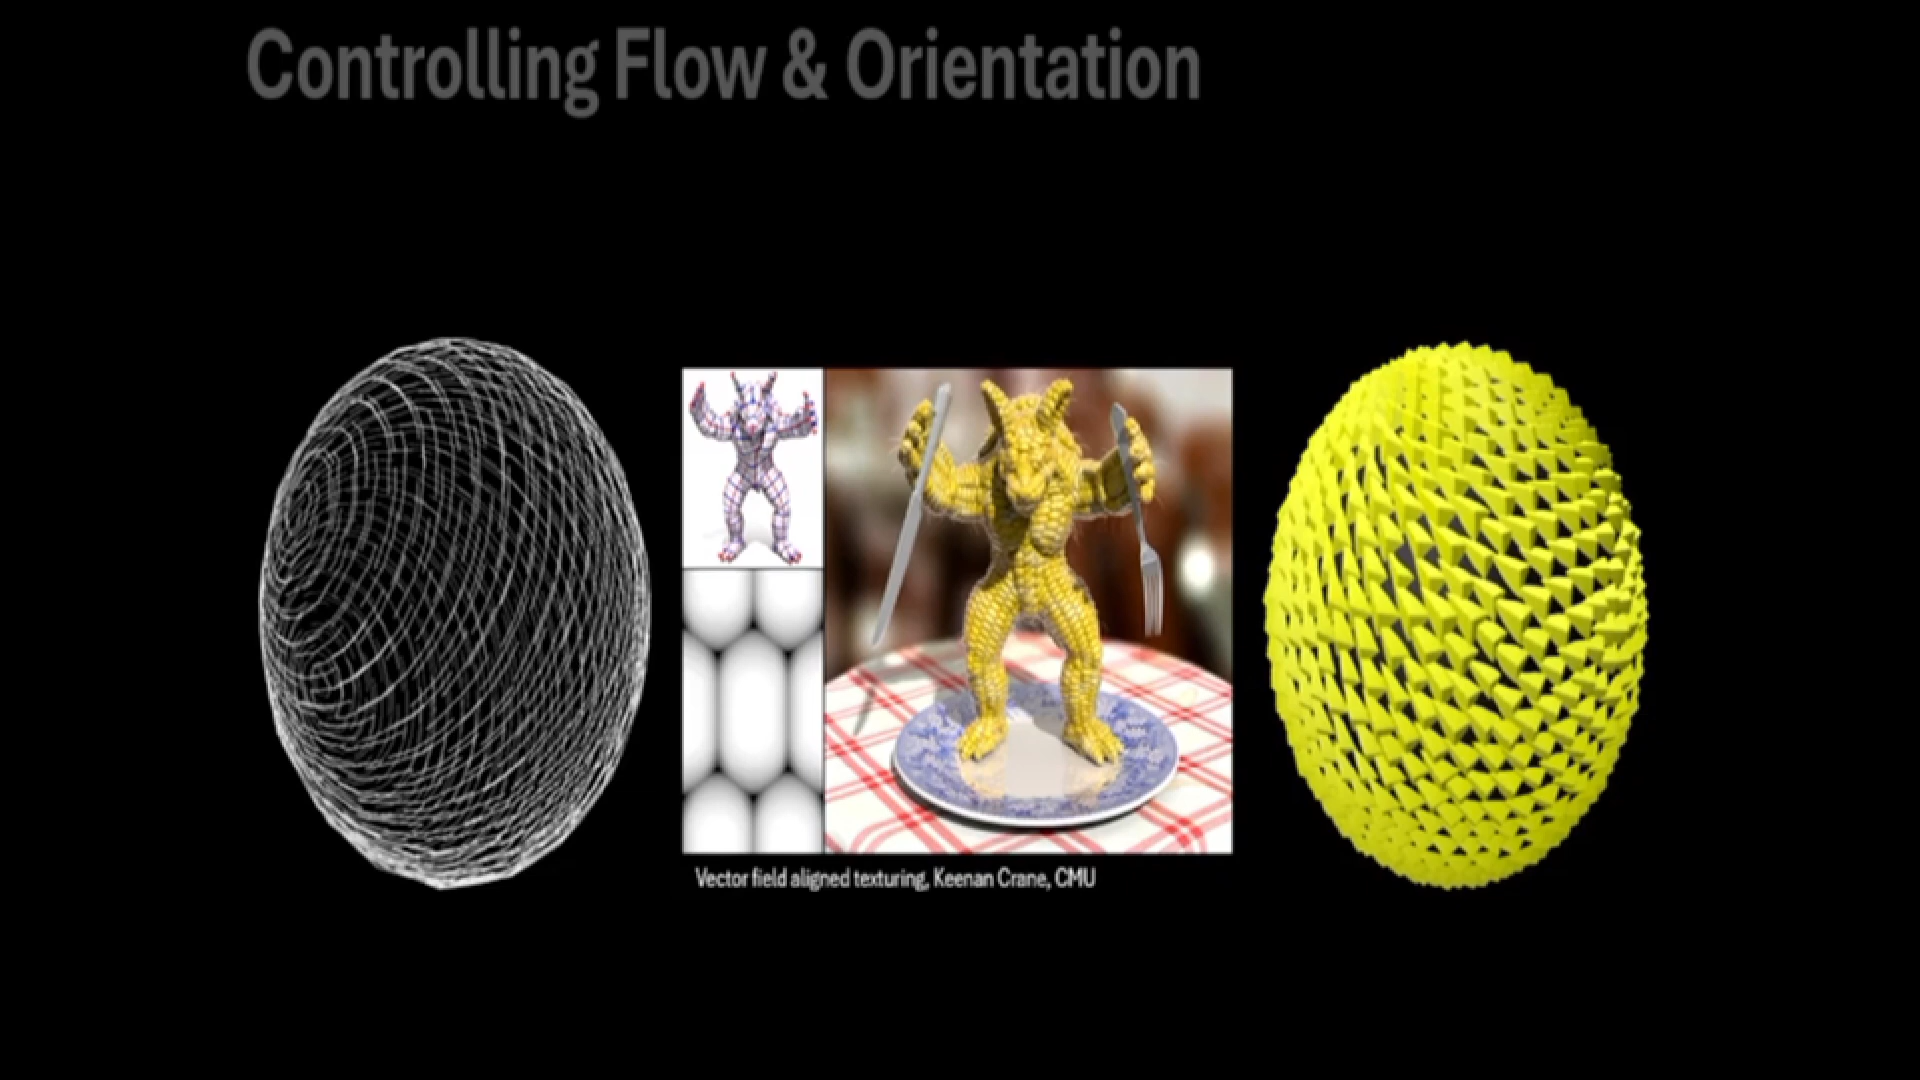 Controlling Flow & Orientation
Vector field aligned texturing, Keenan Crane, CMU